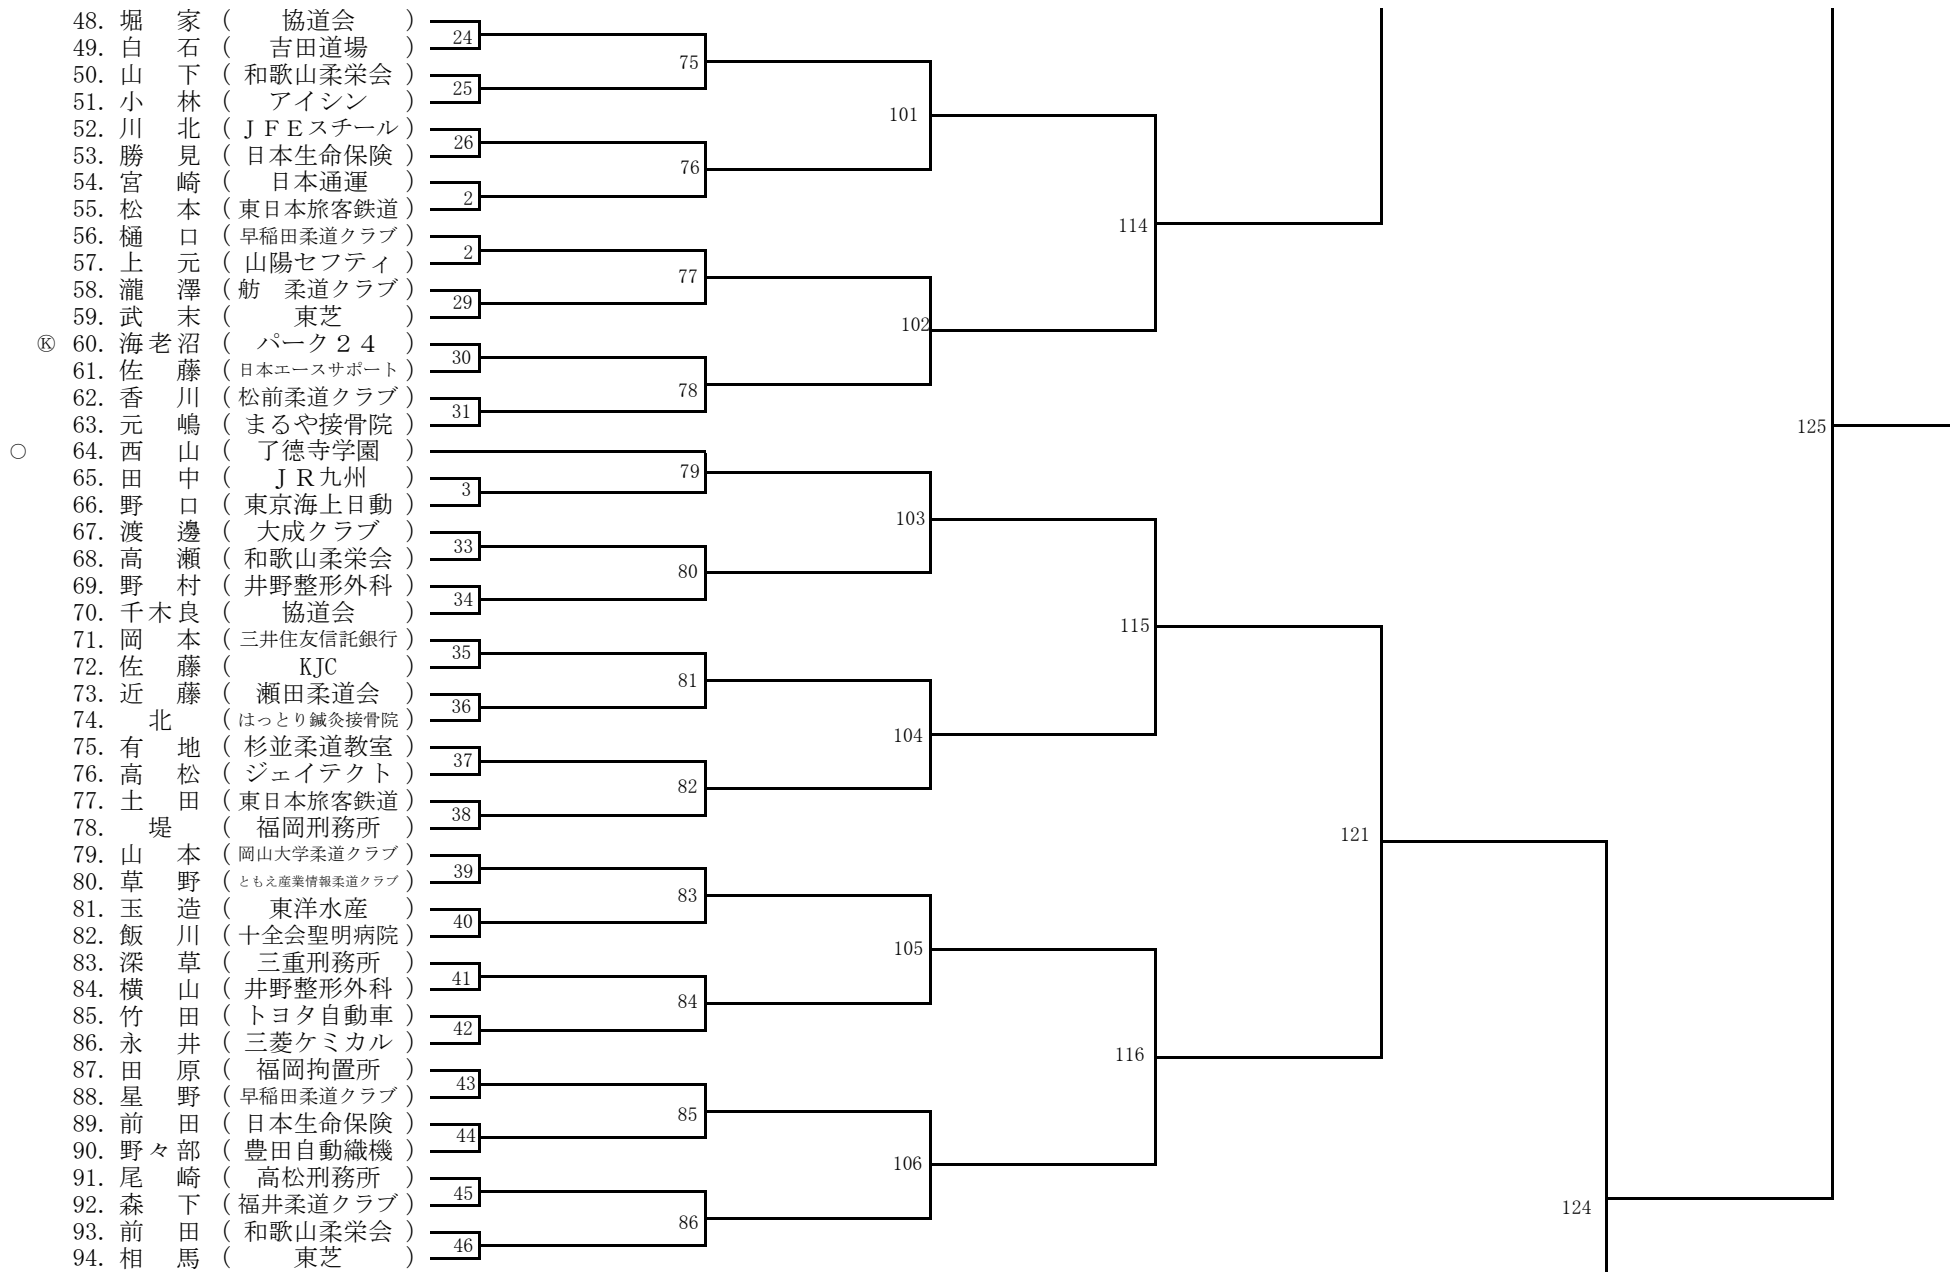 48. 堀 家 ( 協道会 )
49. 白 石 ( 吉田道場 )
50. 山 下 ( 和歌山柔栄会 )
51. 小 林 ( アイシン )
52. 川 北 ( ＪＦＥスチール )
53. 勝 見 ( 日本生命保険 )
54. 宮 崎 ( 日本通運 )
55. 松 本 ( 東日本旅客鉄道 )
56. 樋 口 ( 早稲田柔道クラブ )
57. 上 元 ( 山陽セフティ )
58. 瀧 澤 ( 舫 柔道クラブ )
59. 武 末 ( 東芝 )
Ⓚ 60. 海老沼 ( パーク２４ )
61. 佐 藤 ( 日本エースサポート )
62. 香 川 ( 松前柔道クラブ )
63. 元 嶋 ( まるや接骨院 )
○ 64. 西 山 ( 了德寺学園 )
65. 田 中 ( ＪＲ九州 )
66. 野 口 ( 東京海上日動 )
67. 渡 邊 ( 大成クラブ )
68. 高 瀬 ( 和歌山柔栄会 )
69. 野 村 ( 井野整形外科 )
70. 千木良 ( 協道会 )
71. 岡 本 ( 三井住友信託銀行 )
72. 佐 藤 ( KJC )
73. 近 藤 ( 瀬田柔道会 )
74. 北 ( はっとり鍼灸接骨院 )
75. 有 地 ( 杉並柔道教室 )
76. 高 松 ( ジェイテクト )
77. 土 田 ( 東日本旅客鉄道 )
78. 堤 ( 福岡刑務所 )
79. 山 本 ( 岡山大学柔道クラブ )
80. 草 野 ( ともえ産業情報柔道クラブ )
81. 玉 造 ( 東洋水産 )
82. 飯 川 ( 十全会聖明病院 )
83. 深 草 ( 三重刑務所 )
84. 横 山 ( 井野整形外科 )
85. 竹 田 ( トヨタ自動車 )
86. 永 井 ( 三菱ケミカル )
87. 田 原 ( 福岡拘置所 )
88. 星 野 ( 早稲田柔道クラブ )
89. 前 田 ( 日本生命保険 )
90. 野々部 ( 豊田自動織機 )
91. 尾 崎 ( 高松刑務所 )
92. 森 下 ( 福井柔道クラブ )
93. 前 田 ( 和歌山柔栄会 )
94. 相 馬 ( 東芝 )
24
25
26
2
2
29
30
31
3
33
34
35
36
37
38
39
40
41
42
43
44
45
46
75
76
77
78
79
80
81
82
83
84
85
86
101
102
103
104
105
106
114
115
116
121
124
125